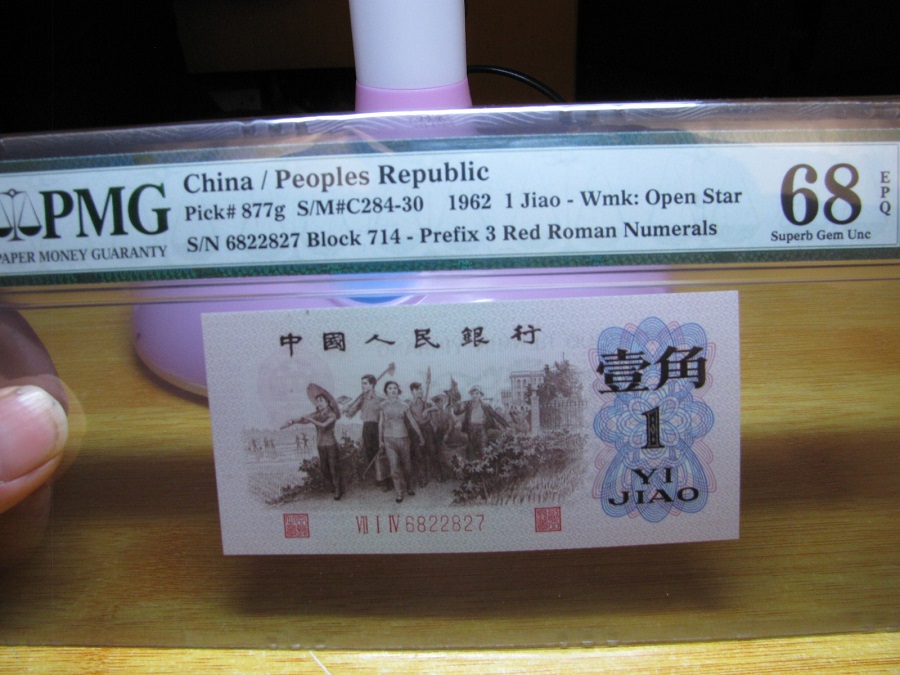 PMG
PAPER MONEY GUARANTY
China / Peoples Republic
Pick# 877g S/M#C284-30 1962 1 Jiao - Wmk: Open Star
S/N 6822827 Block 714 - Prefix 3 Red Roman Numerals
68
EPQ
Superb Gem Unc
中國人民銀行
壹角
1
YI
JIAO
VII I IV 6822827